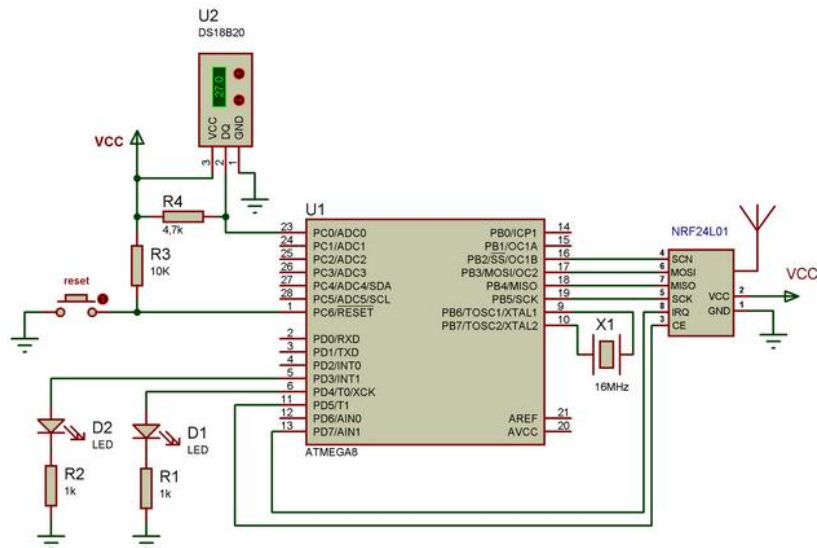 U2
DS18B20
27.0
VCC
DQ
GND
3
2
1
VCC
R4
4,7k
R3
10K
reset
U1
23 PC0/ADC0
24 PC1/ADC1
25 PC2/ADC2
26 PC3/ADC3
27 PC4/ADC4/SDA
28 PC5/ADC5/SCL
1 PC6/RESET
2 PD0/RXD
3 PD1/TXD
4 PD2/INT0
5 PD3/INT1
6 PD4/T0/XCK
11 PD5/T1
12 PD6/AIN0
13 PD7/AIN1
PB0/ICP1 14
PB1/OC1A 15
PB2/SS/OC1B 16
PB3/MOSI/OC2 17
PB4/MISO 18
PB5/SCK 19
PB6/TOSC1/XTAL1 9
PB7/TOSC2/XTAL2 10
AREF 21
AVCC 20
ATMEGA8
X1
16MHz
NRF24L01
4 SCN
6 MOSI
7 MISO
5 SCK
8 IRQ
3 CE
VCC 2
GND 1
VCC
D2
LED
D1
LED
R2
1k
R1
1k